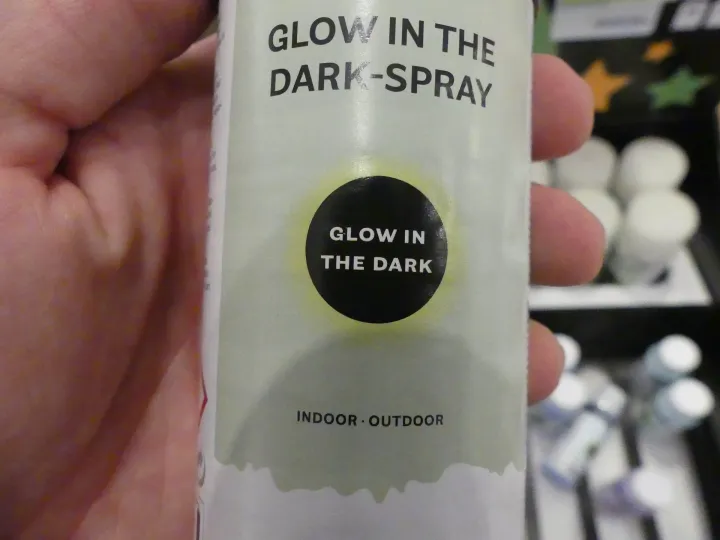 GLOW IN THE
DARK-SPRAY
GLOW IN
THE DARK
INDOOR · OUTDOOR